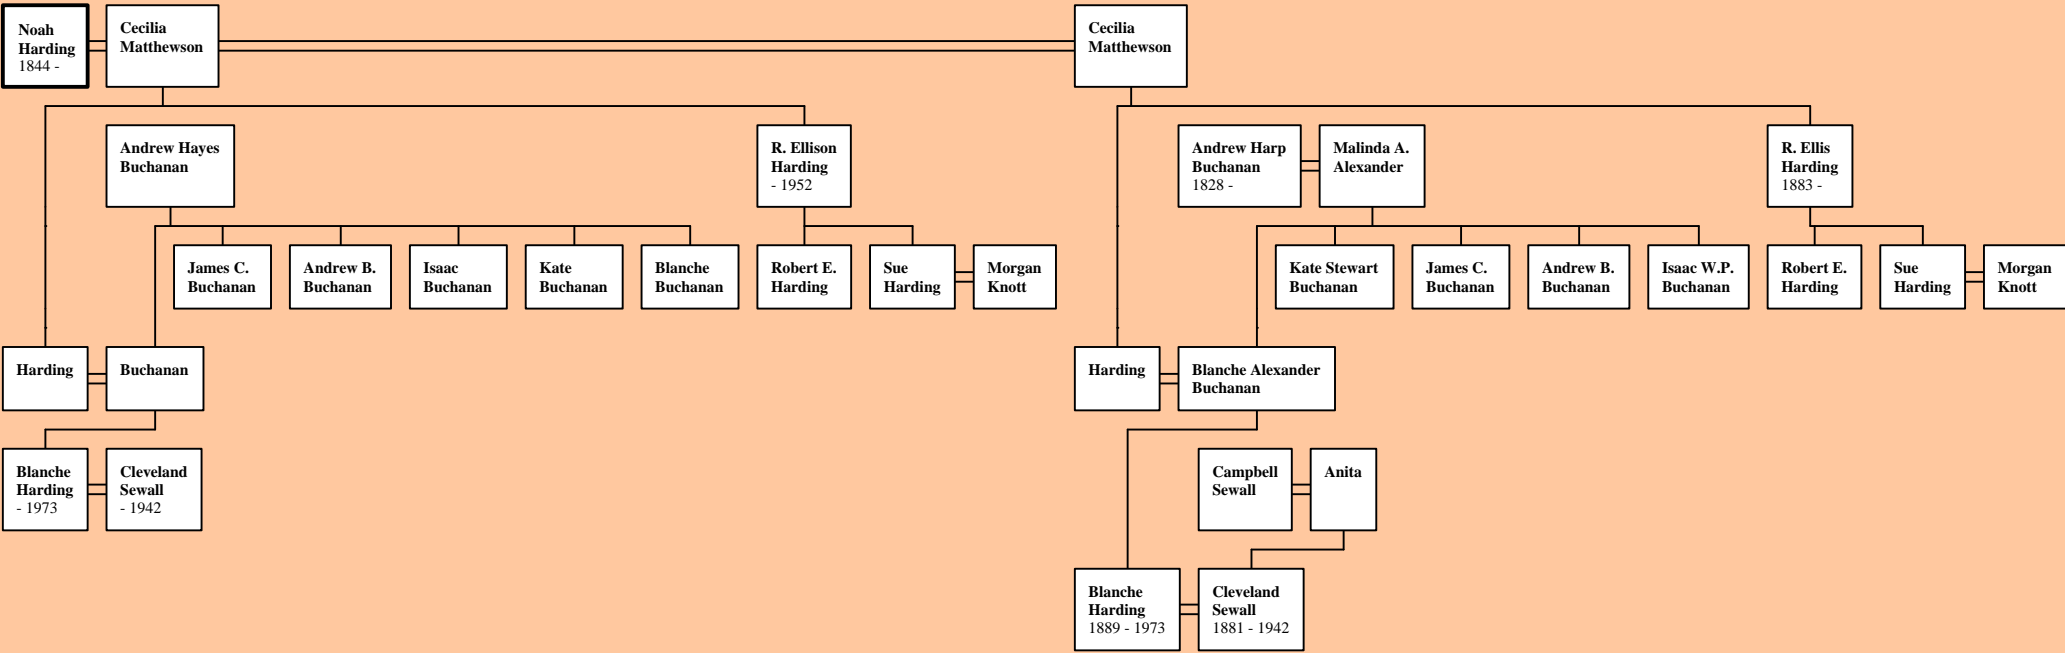 Noah
Harding
1844 -
Cecilia
Matthewson
Cecilia
Matthewson
Andrew Hayes
Buchanan
R. Ellison
Harding
- 1952
Andrew Harp
Buchanan
1828 -
Malinda A.
Alexander
R. Ellis
Harding
1883 -
James C.
Buchanan
Andrew B.
Buchanan
Isaac
Buchanan
Kate
Buchanan
Blanche
Buchanan
Robert E.
Harding
Sue
Harding
Morgan
Knott
Kate Stewart
Buchanan
James C.
Buchanan
Andrew B.
Buchanan
Isaac W.P.
Buchanan
Robert E.
Harding
Sue
Harding
Morgan
Knott
Harding
Buchanan
Harding
Blanche Alexander
Buchanan
Blanche
Harding
- 1973
Cleveland
Sewall
- 1942
Campbell
Sewall
Anita
Blanche
Harding
1889 - 1973
Cleveland
Sewall
1881 - 1942